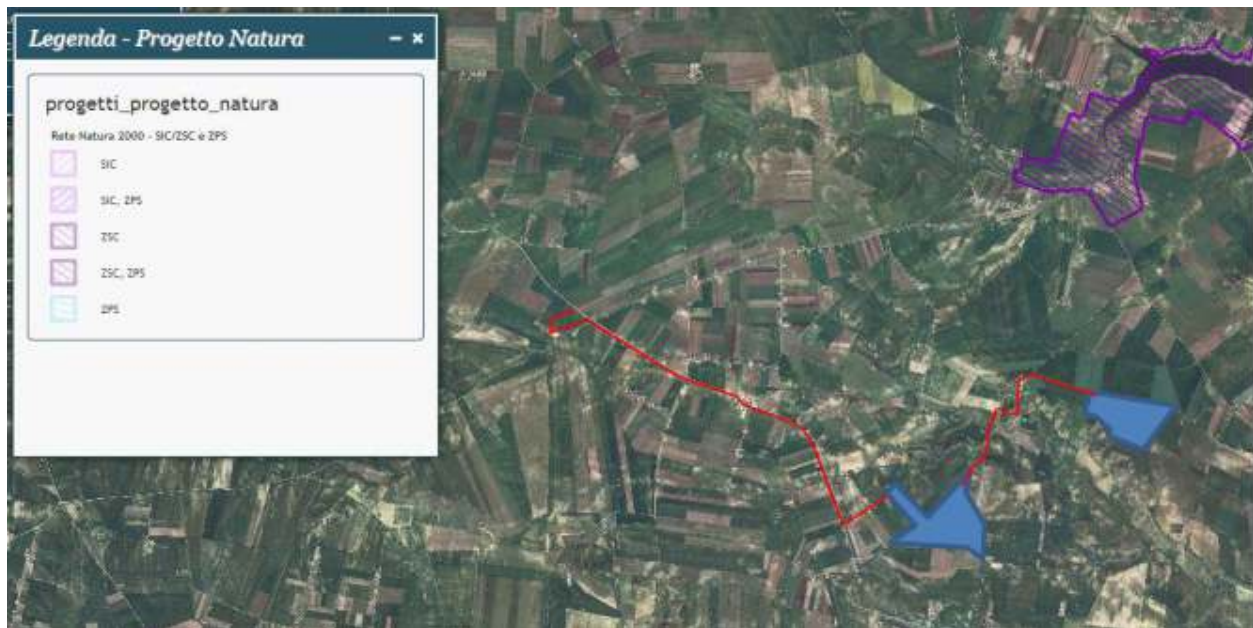 Legenda - Progetto Natura
progetti_progetto_natura
Rete Natura 2000 - SIC/ZSC e ZPS
SIC
SIC, ZPS
ZSC
ZSC, ZPS
ZPS